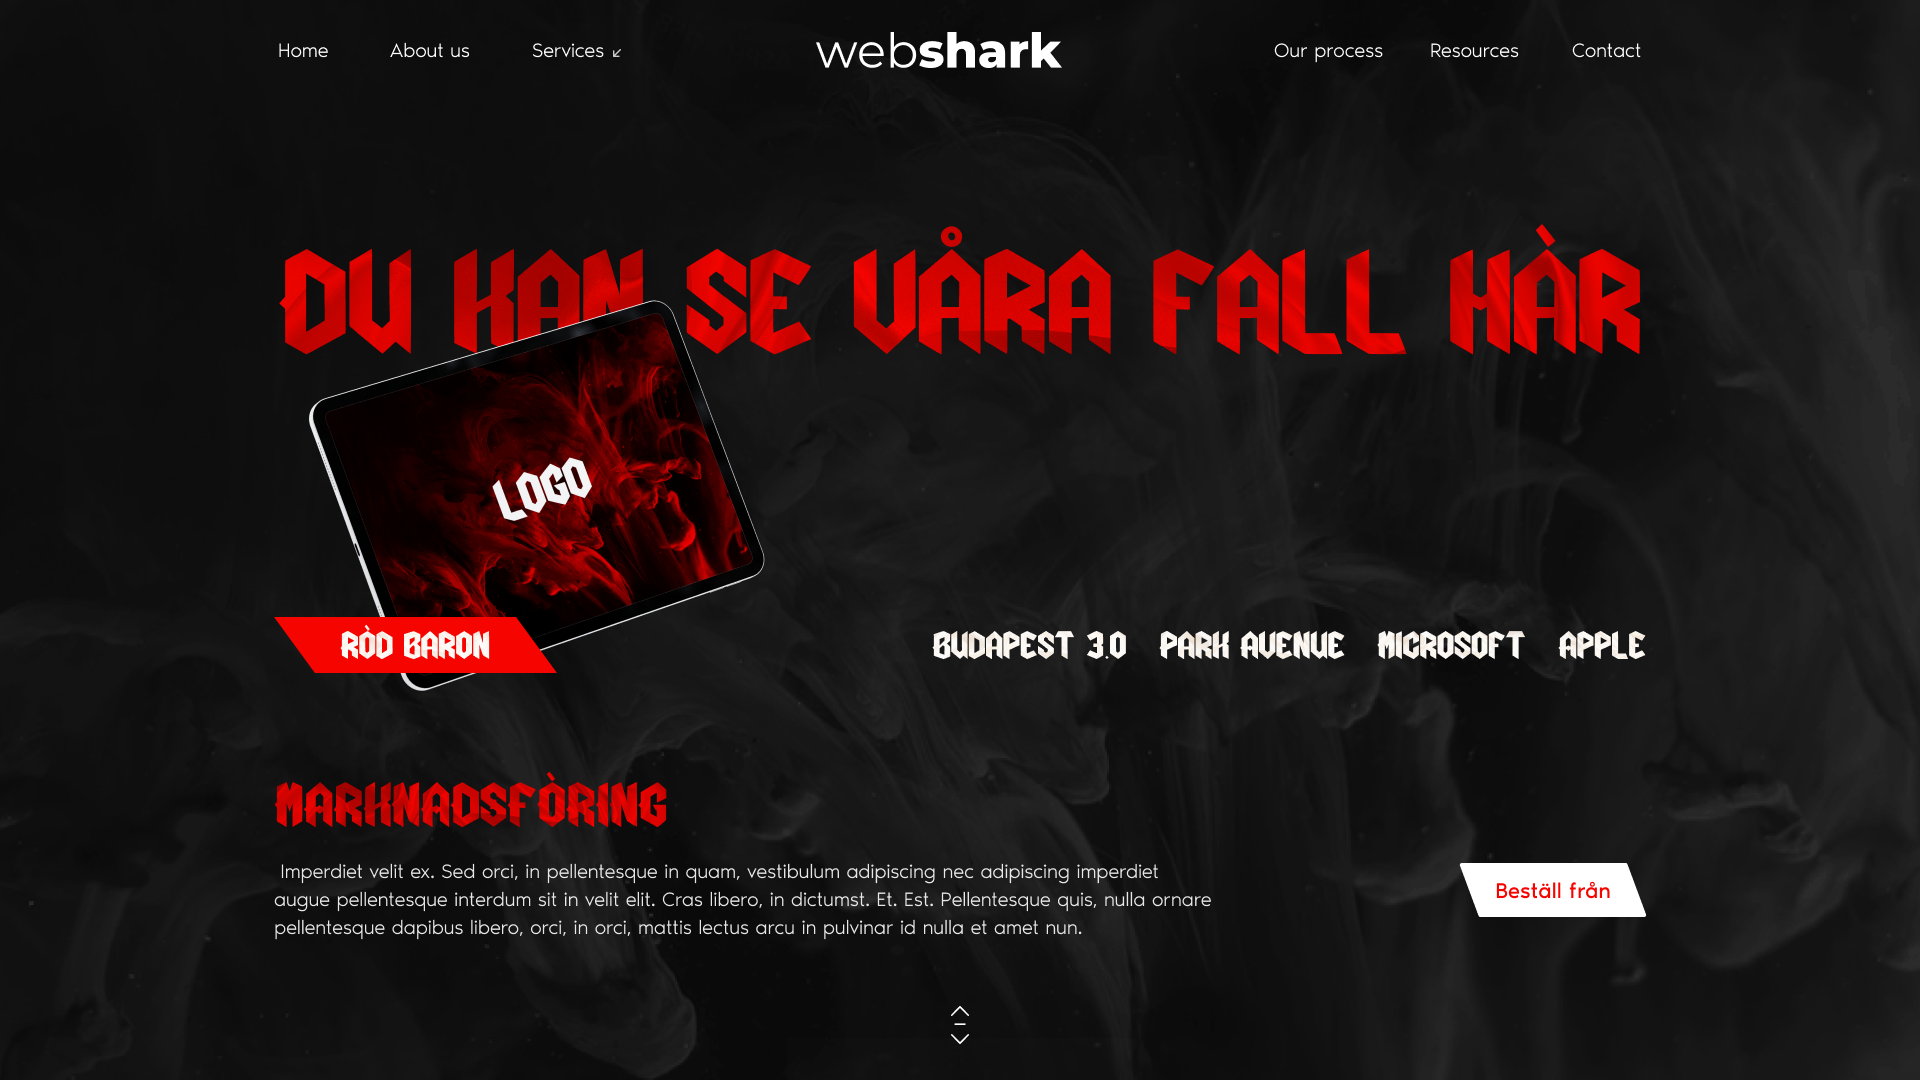 Home
About us
Services
webshark
Our process
Resources
Contact
DU KAN SE VÅRA FALL HÀR
LOGO
RÒD BARON
BUDAPEST 3.0
PARK AVENUE
MICROSOFT
APPLE
MARKNADSFÒRING
Imperdiet velit ex. Sed orci, in pellentesque in quam, vestibulum adipiscing nec adipiscing imperdiet
augue pellentesque interdum sit in velit elit. Cras libero, in dictumst. Et. Est. Pellentesque quis, nulla ornare
pellentesque dapibus libero, orci, in orci, mattis lectus arcu in pulvinar id nulla et amet nun.
Beställ från